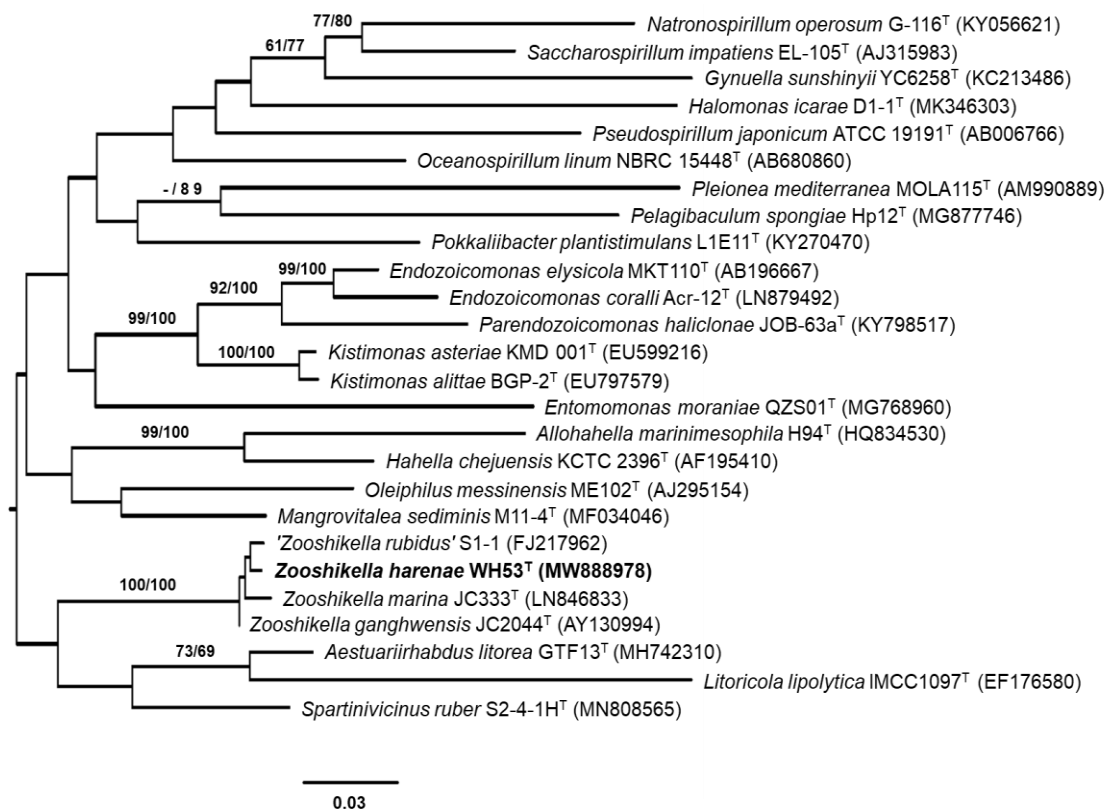 77/80
Natronospirillum operosum G-116ᵀ (KY056621)
61/77
Saccharospirillum impatiens EL-105ᵀ (AJ315983)
Gynuella sunshinyii YC6258ᵀ (KC213486)
Halomonas icarae D1-1ᵀ (MK346303)
Pseudospirillum japonicum ATCC 19191ᵀ (AB006766)
Oceanospirillum linum NBRC 15448ᵀ (AB680860)
- / 8 9
Pleionea mediterranea MOLA115ᵀ (AM990889)
Pelagibaculum spongiae Hp12ᵀ (MG877746)
Pokkaliibacter plantistimulans L1E11ᵀ (KY270470)
99/100
Endozoicomonas elysicola MKT110ᵀ (AB196667)
92/100
Endozoicomonas coralli Acr-12ᵀ (LN879492)
99/100
Parendozoicomonas haliclonae JOB-63aᵀ (KY798517)
100/100
Kistimonas asteriae KMD 001ᵀ (EU599216)
Kistimonas alittae BGP-2ᵀ (EU797579)
Entomomonas moraniae QZS01ᵀ (MG768960)
99/100
Allohahella marinimesophila H94ᵀ (HQ834530)
Hahella chejuensis KCTC 2396ᵀ (AF195410)
Oleiphilus messinensis ME102ᵀ (AJ295154)
Mangrovitalea sediminis M11-4ᵀ (MF034046)
'Zooshikella rubidus' S1-1 (FJ217962)
Zooshikella harenae WH53ᵀ (MW888978)
100/100
Zooshikella marina JC333ᵀ (LN846833)
Zooshikella ganghwensis JC2044ᵀ (AY130994)
73/69
Aestuariirhabdus litorea GTF13ᵀ (MH742310)
Litoricola lipolytica IMCC1097ᵀ (EF176580)
Spartinivicinus ruber S2-4-1Hᵀ (MN808565)
0.03